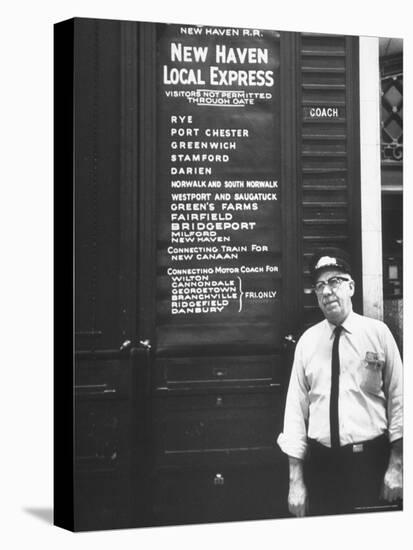 NEW HAVEN R.R.
NEW HAVEN
LOCAL EXPRESS
VISITORS NOT PERMITTED
THROUGH GATE
COACH
RYE
PORT CHESTER
GREENWICH
STAMFORD
DARIEN
NORWALK AND SOUTH NORWALK
WESTPORT AND SAUGATUCK
GREEN'S FARMS
FAIRFIELD
BRIDGEPORT
MILFORD
NEW HAVEN
CONNECTING TRAIN FOR
NEW CANAAN
CONNECTING MOTOR COACH FOR
WILTON
CANNONDALE
GEORGETOWN
BRANCHVILLE
RIDGEFIELD
DANBURY
FRI. ONLY